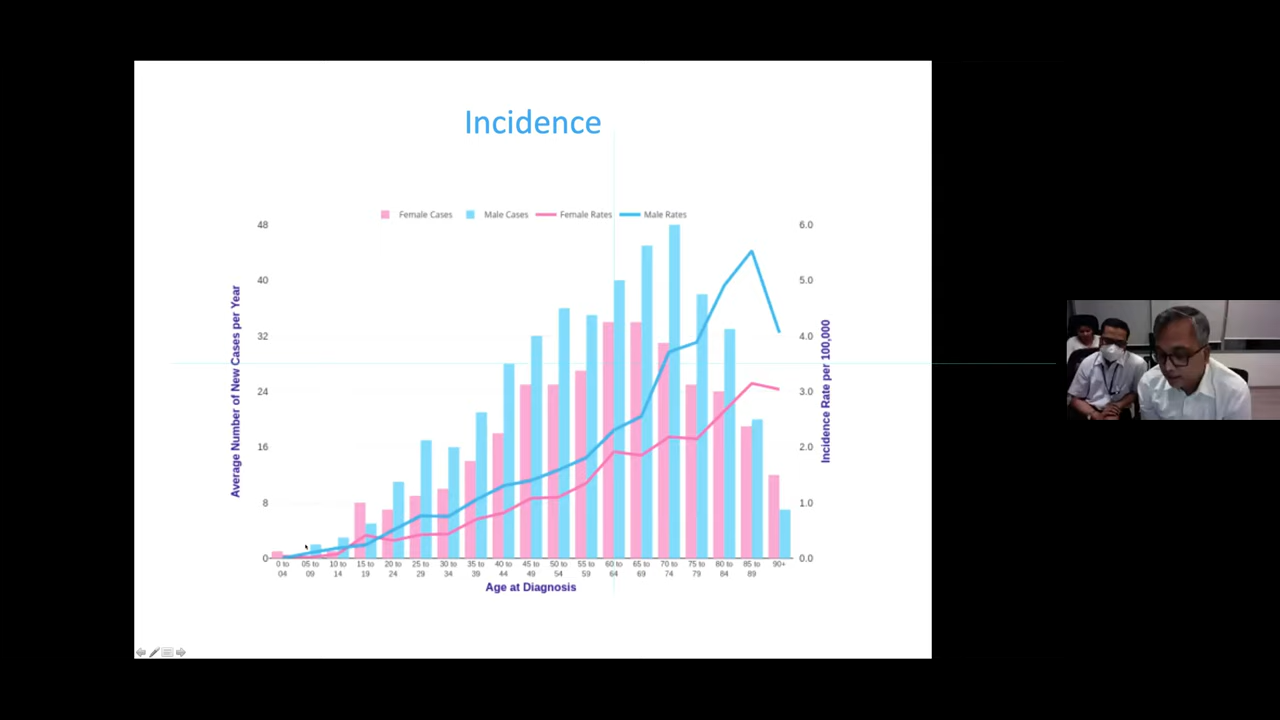 Incidence
Female Cases Male Cases Female Rates Male Rates
48
40
32
24
16
8
0
6.0
5.0
4.0
3.0
2.0
1.0
0.0
Average Number of New Cases per Year
Incidence Rate per 100,000
0 to 05 to 10 to 15 to 20 to 25 to 30 to 35 to 40 to 45 to 50 to 55 to 60 to 65 to 70 to 75 to 80 to 85 to 90+
04 09 14 19 24 29 34 39 44 49 54 59 64 69 74 79 84 89
Age at Diagnosis